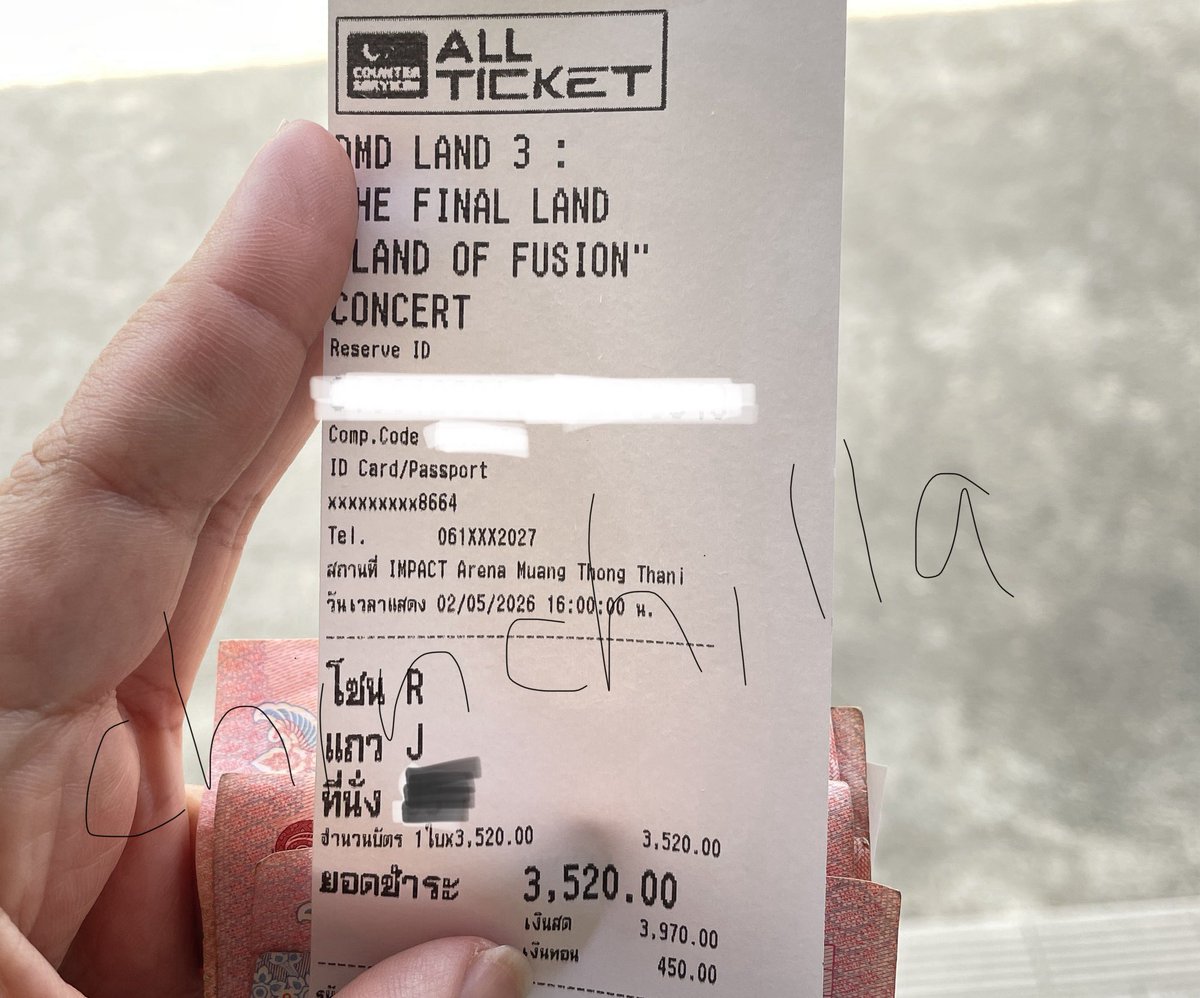 COUNTER SERVICE
ALL
TICKET
DMD LAND 3 :
THE FINAL LAND
"LAND OF FUSION"
CONCERT
Reserve ID
Comp.Code
ID Card/Passport
xxxxxxxxx8664
Tel. 061XXX2027
สถานที่ IMPACT Arena Muang Thong Thani
วันเวลาแสดง 02/05/2026 16:00:00 น.
chinchilla
โซน R
แถว J
ที่นั่ง
จำนวนบัตร 1ใบx3,520.00 3,520.00
ยอดชำระ 3,520.00
เงินสด 3,970.00
เงินทอน 450.00